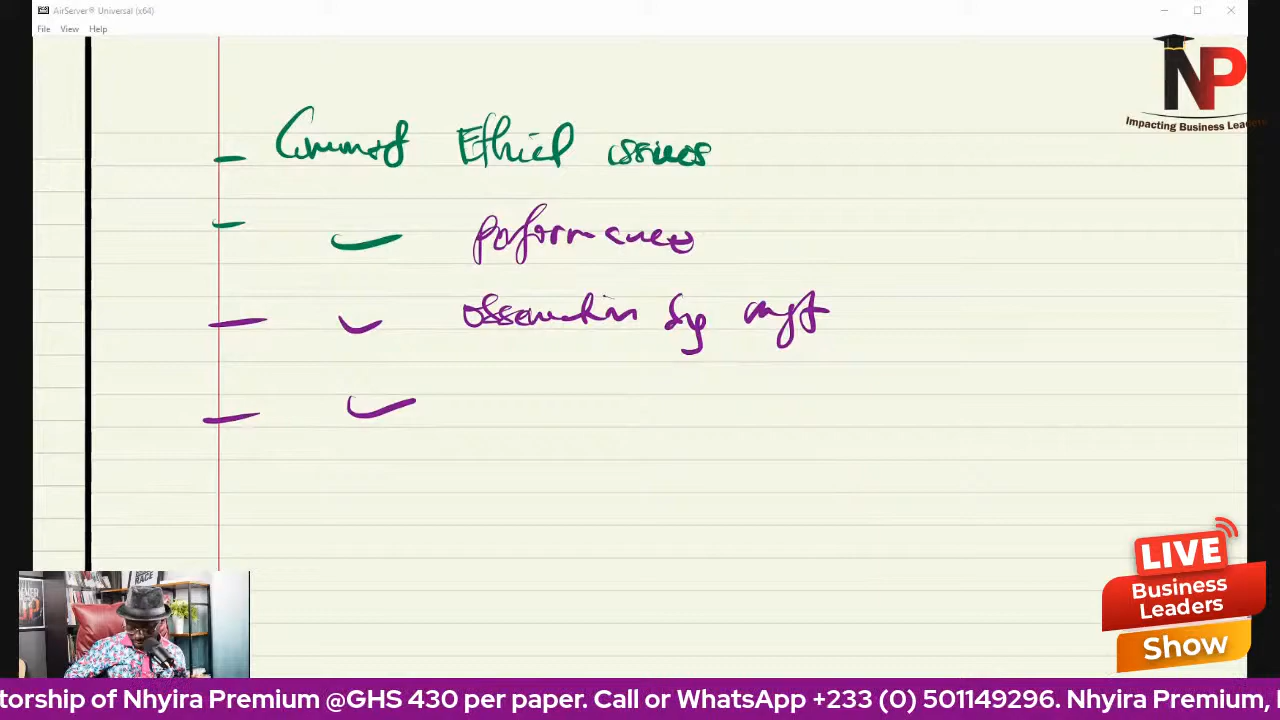 AirServer® Universal (x64)
File View Help
NP
Impacting Business Leaders
Ethical issues
performance
by
LIVE
Business
Leaders
Show
torship of Nhyira Premium @GHS 430 per paper. Call or WhatsApp +233 (0) 501149296. Nhyira Premium,